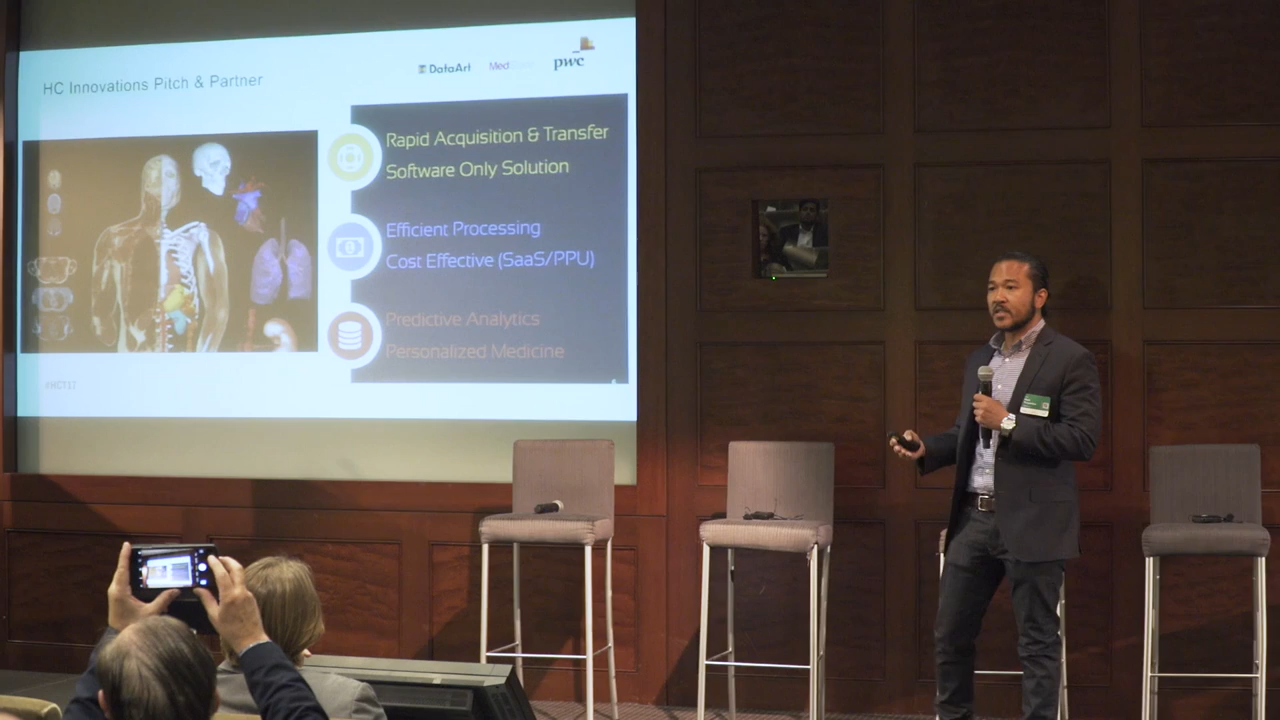 HC Innovations Pitch & Partner
DataArt
Med
pwc
Rapid Acquisition & Transfer
Software Only Solution
Efficient Processing
Cost Effective (SaaS/PPU)
Predictive Analytics
Personalized Medicine